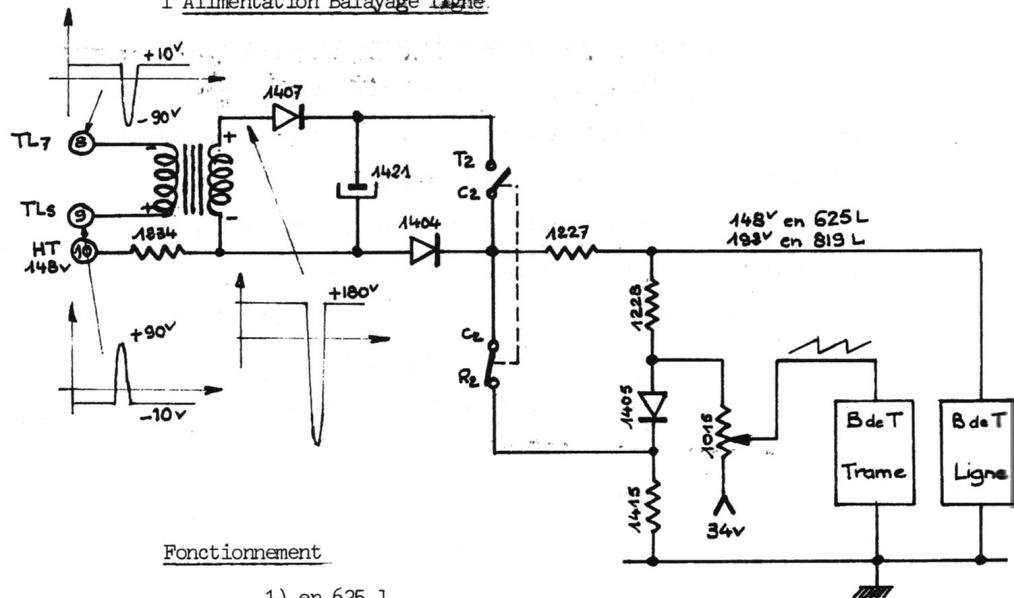 I Alimentation Balayage ligne
+10v
-90v
1407
TL7
8
-
+
T2
1421
C2
TL5
9
+
-
1404
HT
148v
10
1834
1227
148v en 625 L
193v en 819 L
+180v
1228
+90v
-10v
C2
R2
1405
1015
B de T
Trame
B de T
Ligne
1415
34v
Fonctionnement
1) en 625 l